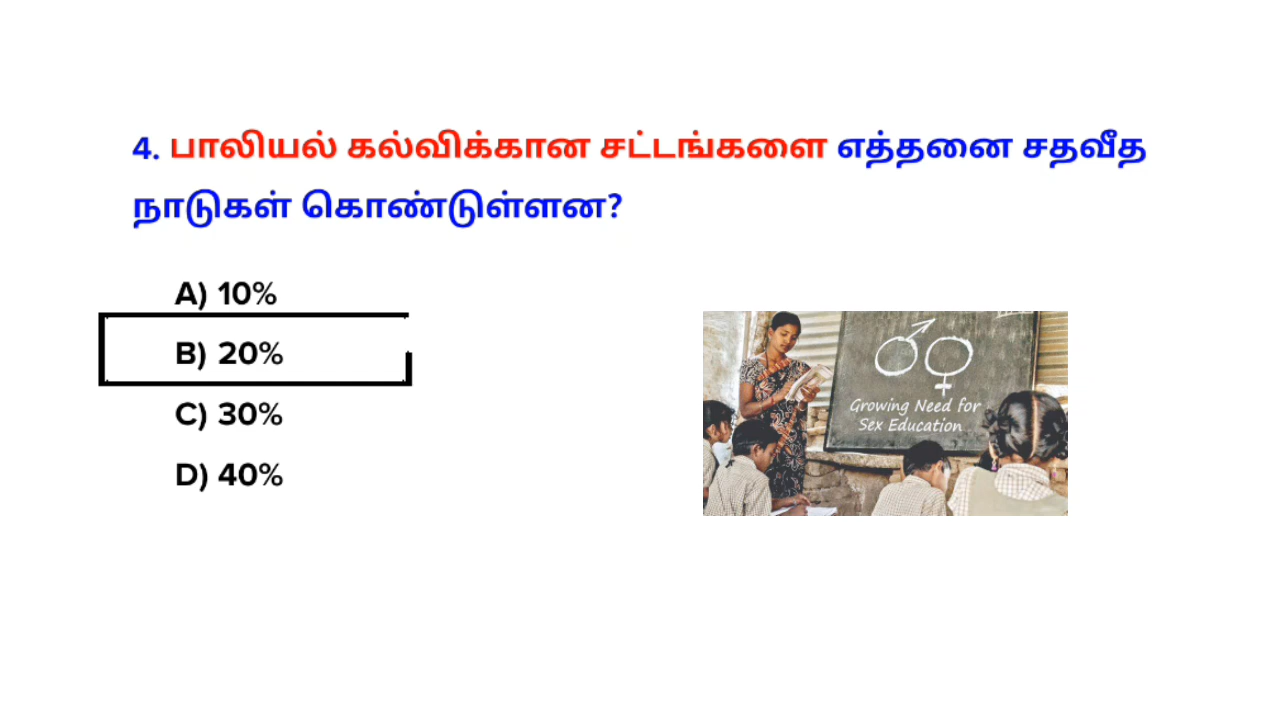 4. பாலியல் கல்விக்கான சட்டங்களை எத்தனை சதவீத
நாடுகள் கொண்டுள்ளன?
A) 10%
B) 20%
C) 30%
D) 40%
Growing Need for
Sex Education